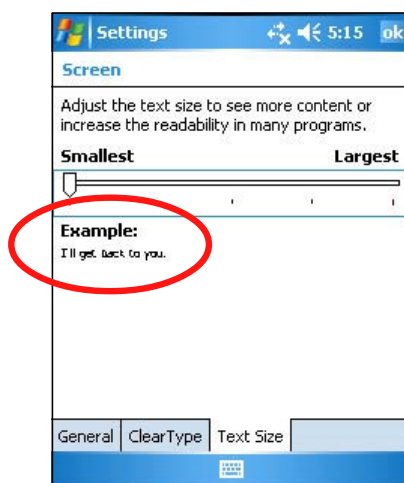 Settings 5:15 ok
Screen
Adjust the text size to see more content or
increase the readability in many programs.
Smallest Largest
Example:
I'll get back to you.
General ClearType Text Size